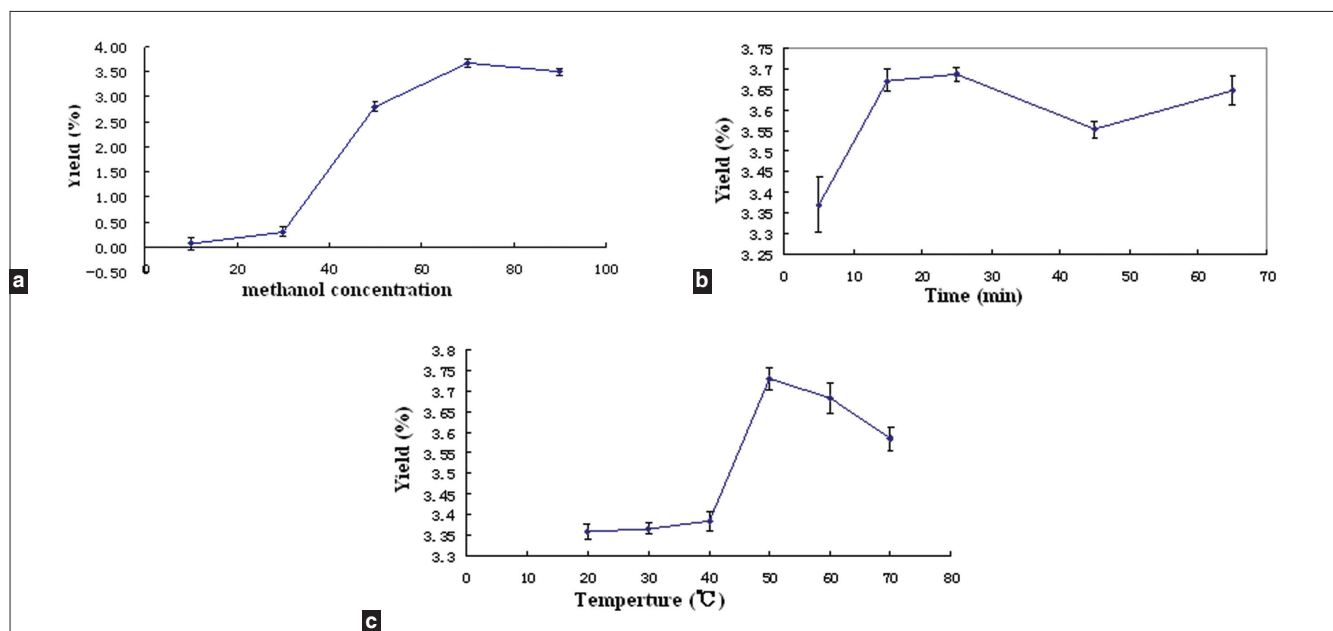 4.00
3.50
3.00
2.50
2.00
1.50
1.00
0.50
0.00
-0.50
Yield (%)
0 20 40 60 80 100
methanol concentration
a
3.75
3.7
3.65
3.6
3.55
3.5
3.45
3.4
3.35
3.3
3.25
Yield (%)
0 10 20 30 40 50 60 70
Time (min)
b
3.8
3.75
3.7
3.65
3.6
3.55
3.5
3.45
3.4
3.35
3.3
Yield (%)
0 10 20 30 40 50 60 70 80
Temperture (℃)
c